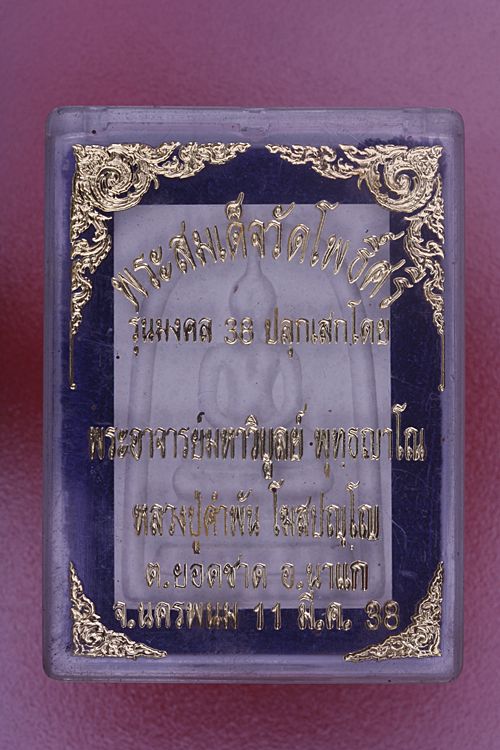 พระสมเด็จวัดโพธิ์ศรี
รุ่นมงคล 38 ปลุกเสกโดย
พระอาจารย์มหาวิบูลย์ พุทธญาโณ
หลวงปู่คำพัน โฆสปญฺโญ
ต.ยอดชาด อ.นาแก
จ.นครพนม 11 มี.ค. 38